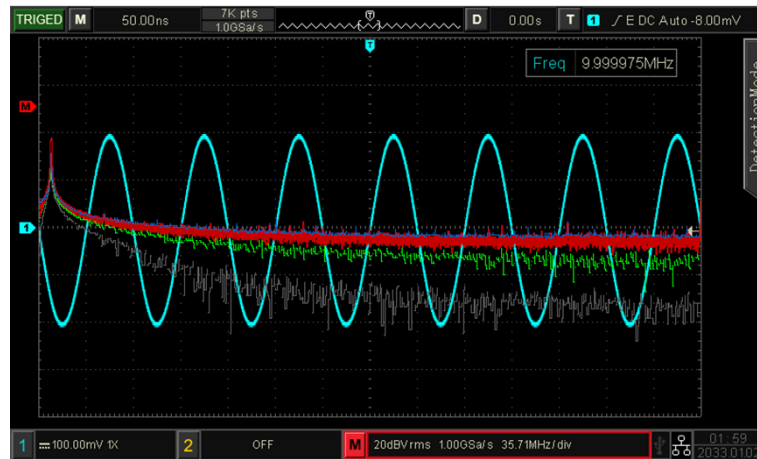 TRIGED M 50.00ns 7K pts 1.0GSa/s T D 0.00s T 1 E DC Auto -8.00mV
T
Freq 9.999975MHz
DetectionMode
M
1
1 100.00mV 1X 2 OFF M 20dBVrms 1.00GSa/s 35.71MHz/div 01:59
2033.0102